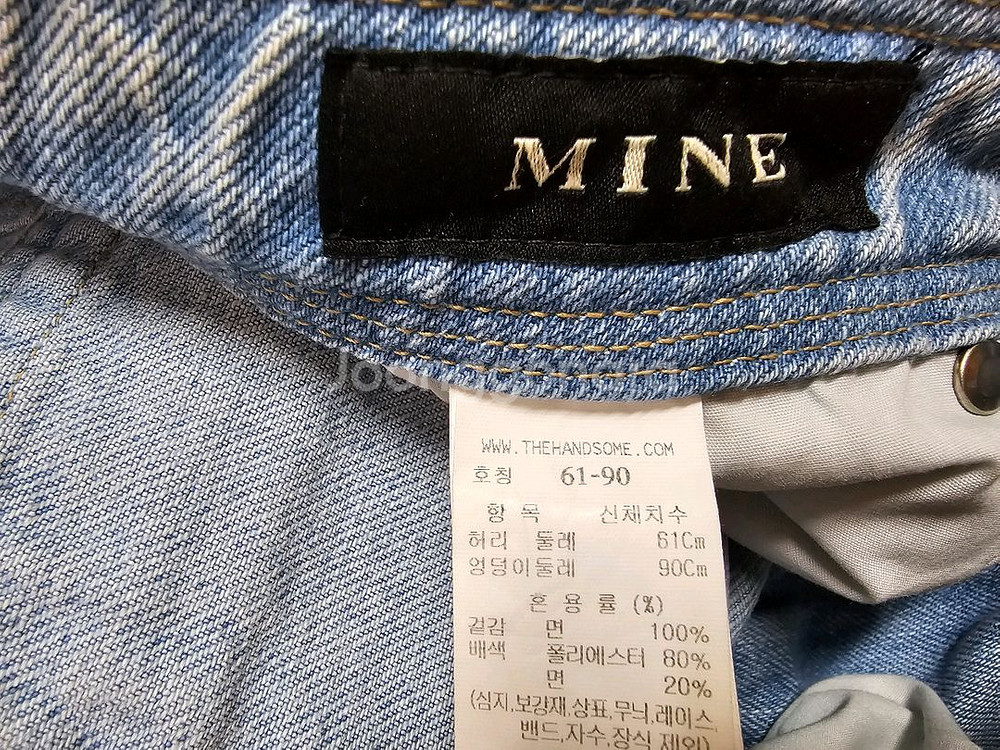 MINE
Joonggonara
WWW.THEHANDSOME.COM
호칭 61-90
항 목 신체치수
허리 둘레 61Cm
엉덩이둘레 90Cm
혼 용 률 (%)
겉감 면 100%
배색 폴리에스터 80%
면 20%
(심지,보강재,상표,무늬,레이스,
밴드,자수,장식 제외)